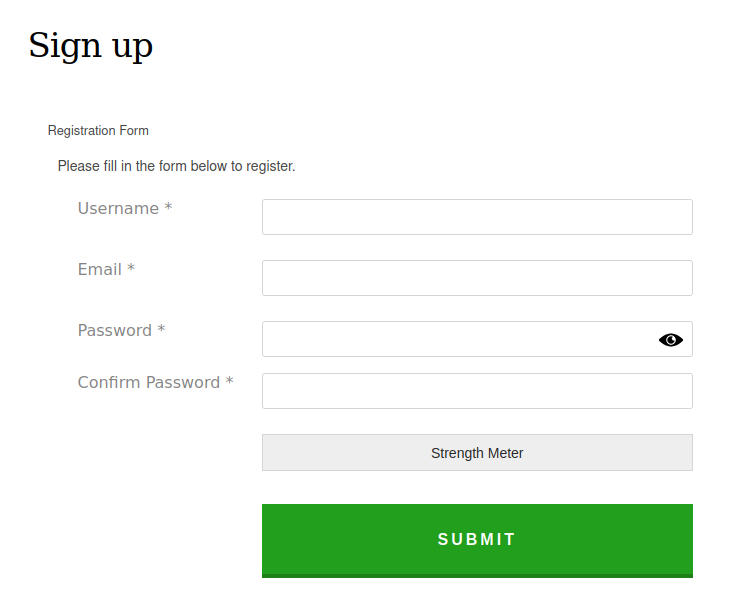 Sign up
Registration Form
Please fill in the form below to register.
Username *
Email *
Password *
Confirm Password *
Strength Meter
SUBMIT